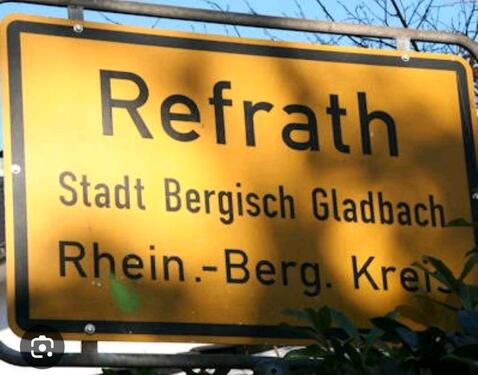 Refrath
Stadt Bergisch Gladbach
Rhein.-Berg. Kreis